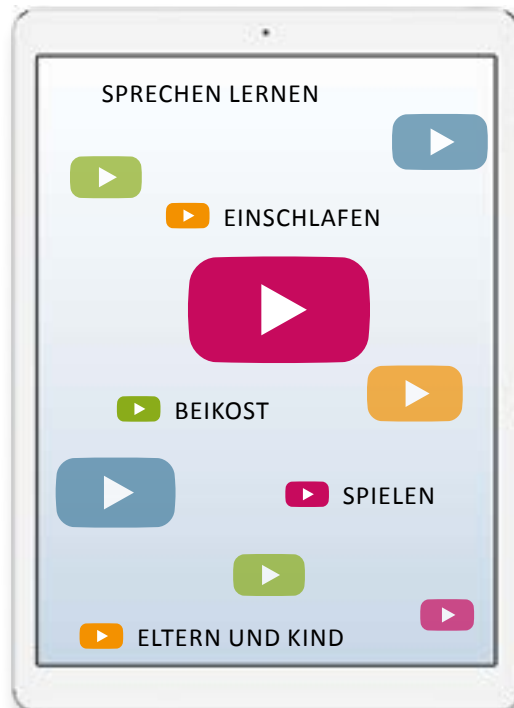 SPRECHEN LERNEN
EINSCHLAFEN
BEIKOST
SPIELEN
ELTERN UND KIND